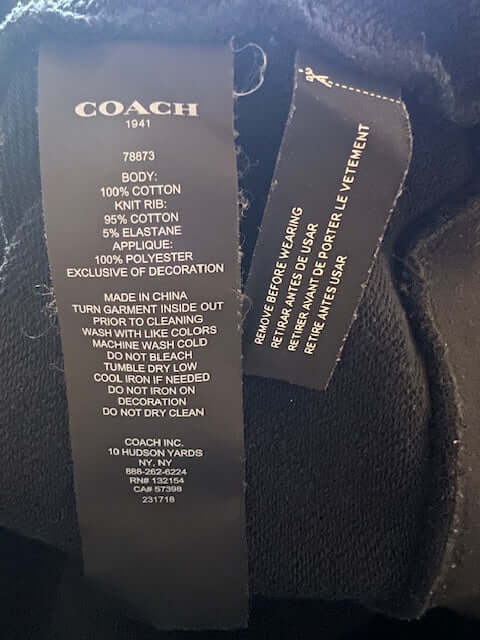 COACH
1941
78673
BODY:
100% COTTON
KNIT RIB:
95% COTTON
5% ELASTANE
APPLIQUE:
100% POLYESTER
EXCLUSIVE OF DECORATION
MADE IN CHINA
TURN GARMENT INSIDE OUT
PRIOR TO CLEANING
WASH WITH LIKE COLORS
MACHINE WASH COLD
DO NOT BLEACH
TUMBLE DRY LOW
COOL IRON IF NEEDED
DO NOT IRON ON
DECORATION
DO NOT DRY CLEAN
COACH INC.
10 HUDSON YARDS
NY, NY
888-262-6224
RN# 132154
CA# 57398
231718
REMOVE BEFORE WEARING
RETIRAR ANTES DE USAR
RETIRER AVANT DE PORTER LE VETEMENT
RETIRE ANTES USAR